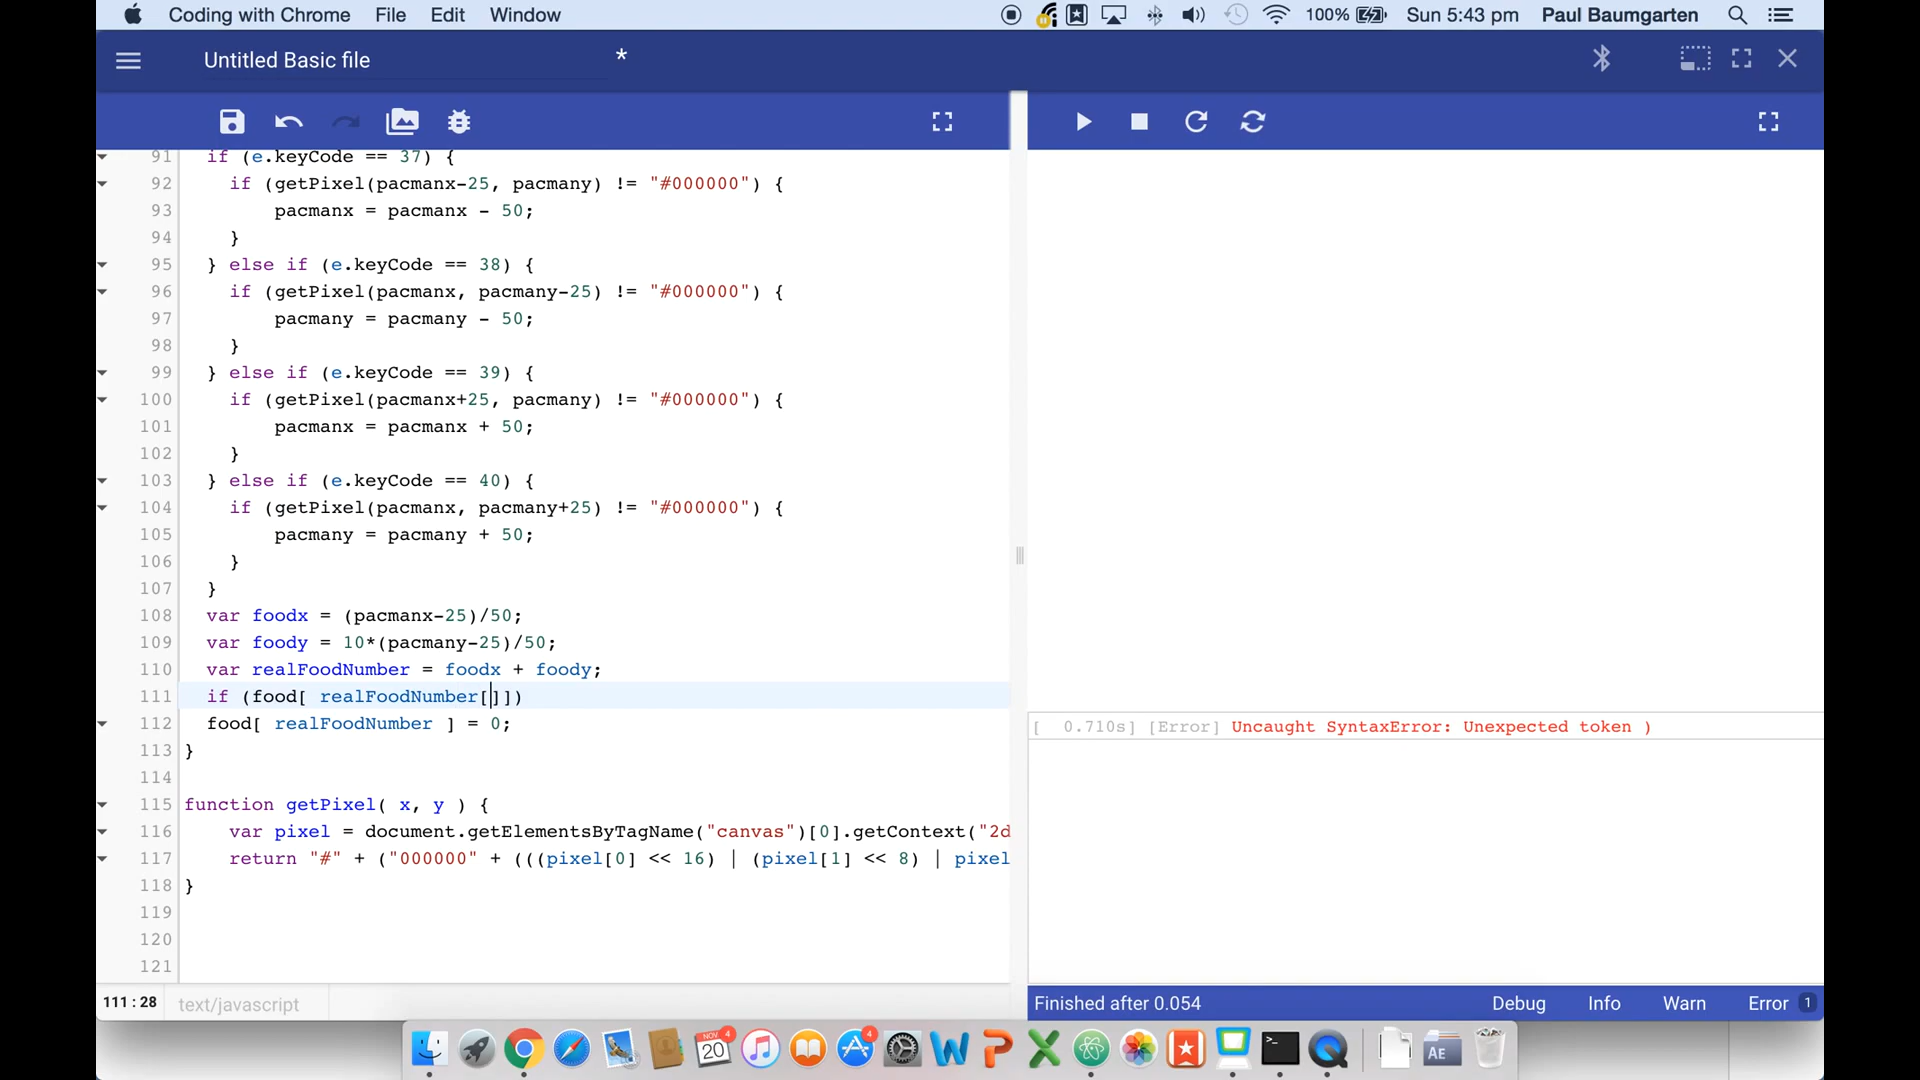 Coding with Chrome File Edit Window 100% Sun 5:43 pm Paul Baumgarten
Untitled Basic file *
91 if (e.keyCode == 37) {
92 if (getPixel(pacmanx-25, pacmany) != "#000000") {
93 pacmanx = pacmanx - 50;
94 }
95 } else if (e.keyCode == 38) {
96 if (getPixel(pacmanx, pacmany-25) != "#000000") {
97 pacmany = pacmany - 50;
98 }
99 } else if (e.keyCode == 39) {
100 if (getPixel(pacmanx+25, pacmany) != "#000000") {
101 pacmanx = pacmanx + 50;
102 }
103 } else if (e.keyCode == 40) {
104 if (getPixel(pacmanx, pacmany+25) != "#000000") {
105 pacmany = pacmany + 50;
106 }
107 }
108 var foodx = (pacmanx-25)/50;
109 var foody = 10*(pacmany-25)/50;
110 var realFoodNumber = foodx + foody;
111 if (food[ realFoodNumber[]])
112 food[ realFoodNumber ] = 0;
113 }
114
115 function getPixel( x, y ) {
116 var pixel = document.getElementsByTagName("canvas")[0].getContext("2d
117 return "#" + ("000000" + (((pixel[0] << 16) | (pixel[1] << 8) | pixel
118 }
119
120
121
111 : 28 text/javascript
[ 0.710s] [Error] Uncaught SyntaxError: Unexpected token )
Finished after 0.054 Debug Info Warn Error 1
NOV 4
20
4
AE